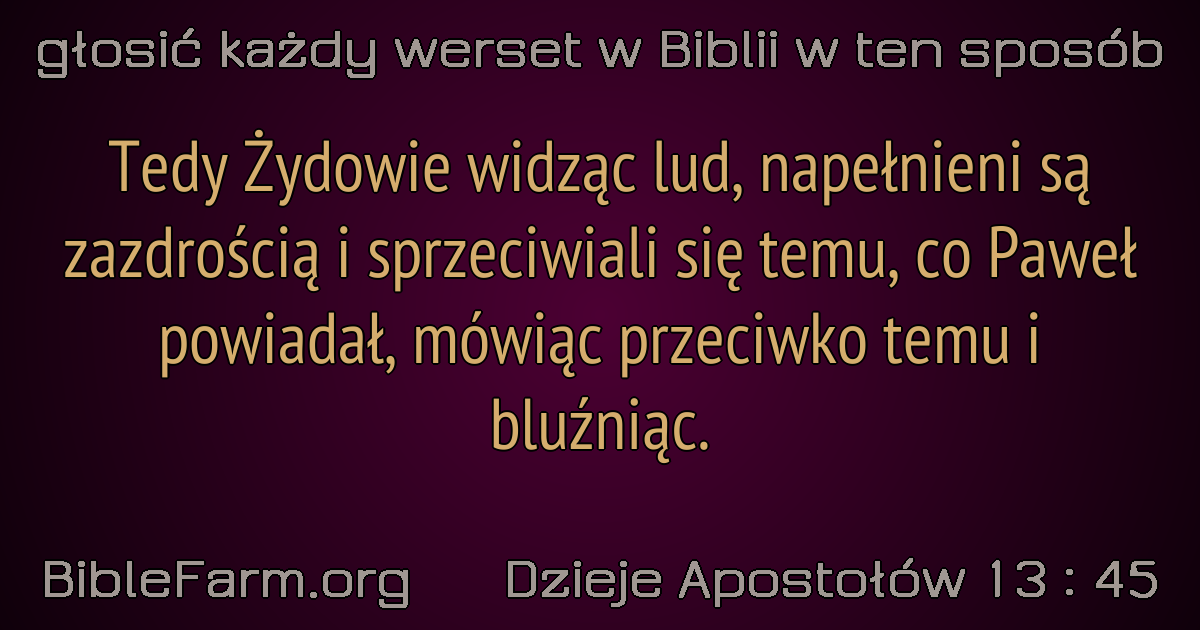 głosić każdy werset w Biblii w ten sposób
Tedy Żydowie widząc lud, napełnieni są
zazdrością i sprzeciwiali się temu, co Paweł
powiadał, mówiąc przeciwko temu i
bluźniąc.
BibleFarm.org Dzieje Apostołów 13 : 45